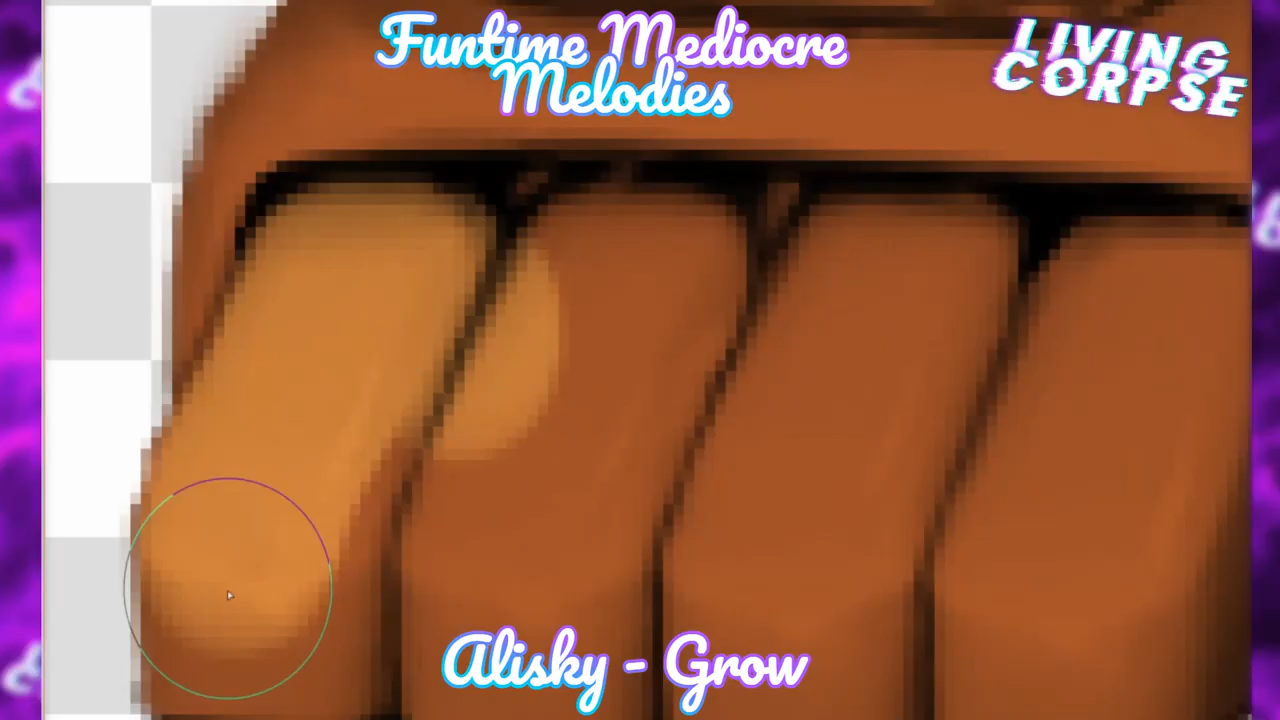 Funtime Mediocre
Melodies
LIVING
CORPSE
Alisky - Grow